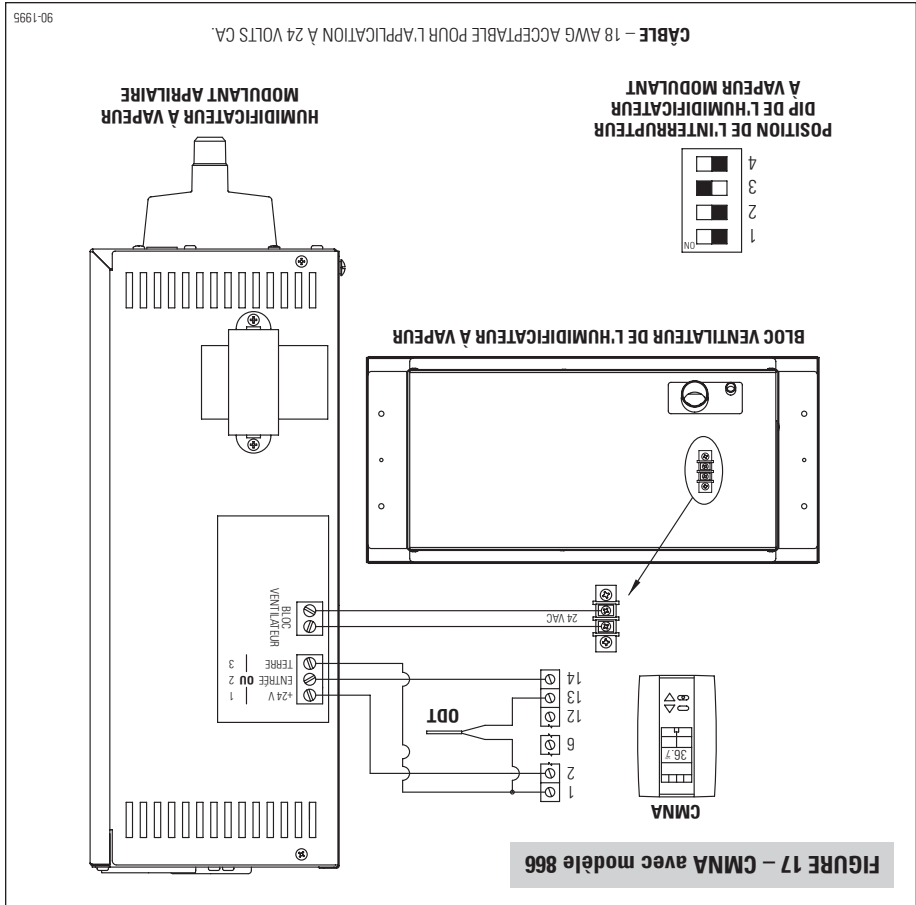 FIGURE 17 – CMNA avec modèle 866
CMNA
36.7
1
2
6
12
13
14
ODT
24 VAC
+24 V
ENTRÉE
TERRE
OU
1
2
3
BLOC
VENTILATEUR
BLOC VENTILATEUR DE L'HUMIDIFICATEUR À VAPEUR
ON
1
2
3
4
POSITION DE L'INTERRUPTEUR
DIP DE L'HUMIDIFICATEUR
À VAPEUR MODULANT
HUMIDIFICATEUR À VAPEUR
MODULANT APRILAIRE
CÂBLE – 18 AWG ACCEPTABLE POUR L'APPLICATION À 24 VOLTS CA.
90-1995